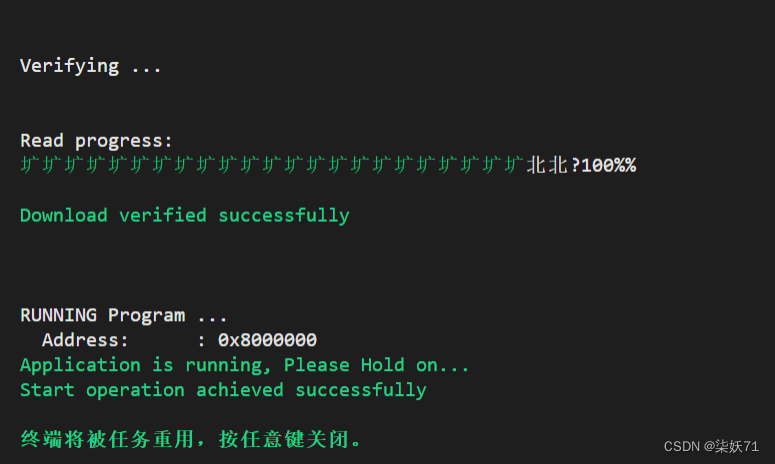 Verifying ...
Read progress:
圹圹圹圹圹圹圹圹圹圹圹圹圹圹圹圹圹圹圹圹圹圹圹北北?100%%
Download verified successfully
RUNNING Program ...
Address:      : 0x8000000
Application is running, Please Hold on...
Start operation achieved successfully
终端将被任务重用，按任意键关闭。
CSDN @柒妖71